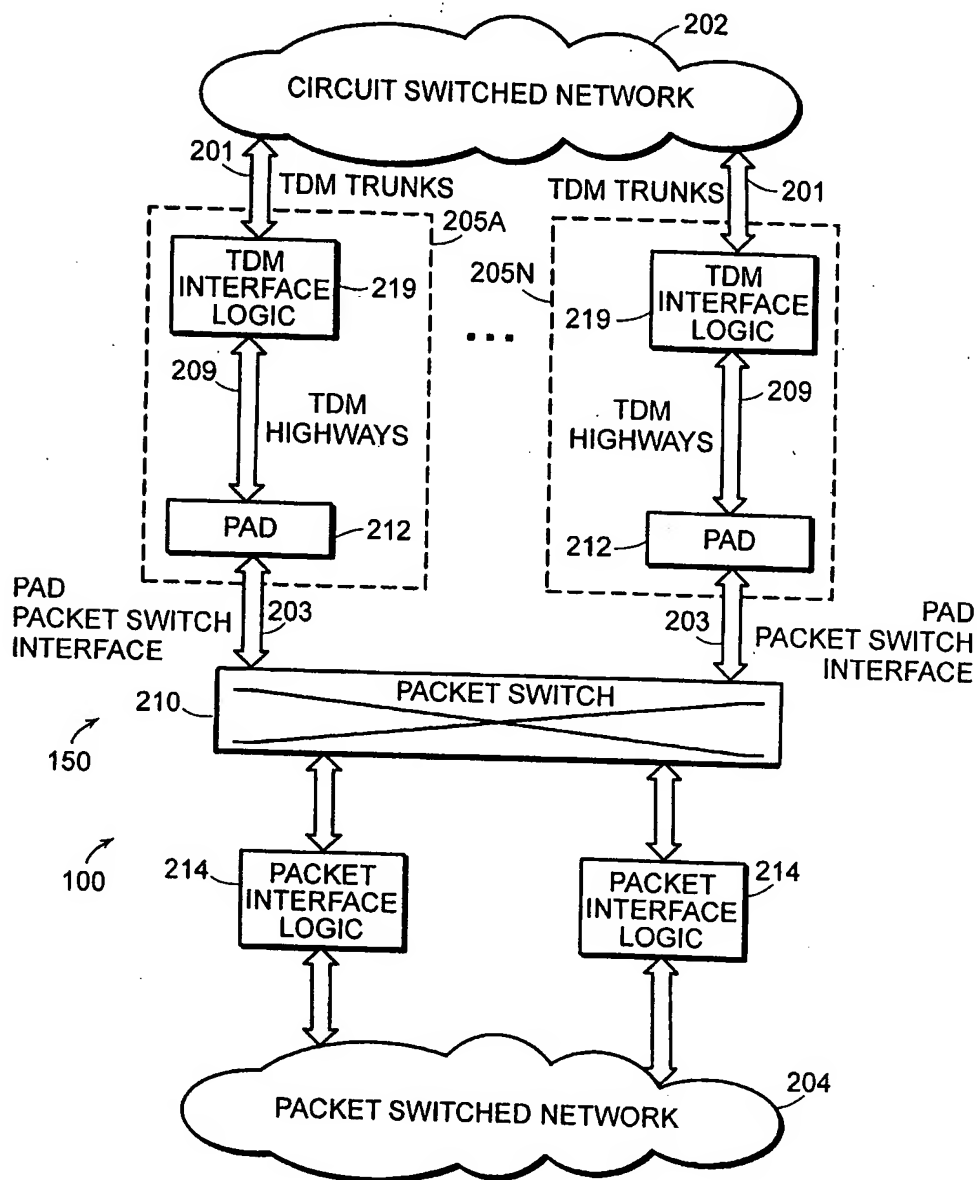 202
CIRCUIT SWITCHED NETWORK
201
TDM TRUNKS
TDM TRUNKS
201
205A
TDM
INTERFACE
LOGIC
219
205N
TDM
INTERFACE
LOGIC
219
...
209
TDM
HIGHWAYS
209
TDM
HIGHWAYS
PAD
212
212
PAD
PAD
PACKET SWITCH
INTERFACE
203
203
PAD
PACKET SWITCH
INTERFACE
210
PACKET SWITCH
150
100
214
PACKET
INTERFACE
LOGIC
PACKET
INTERFACE
LOGIC
214
PACKET SWITCHED NETWORK
204